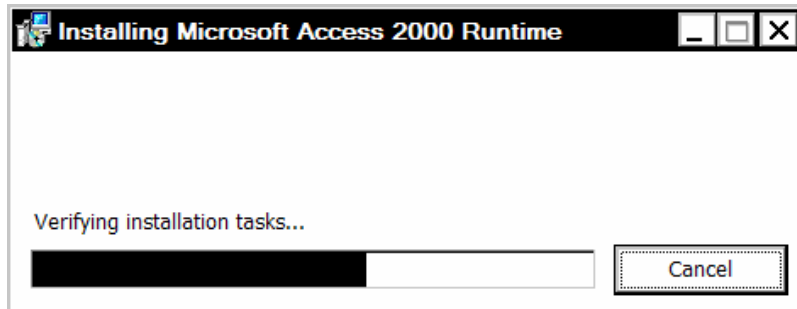 Installing Microsoft Access 2000 Runtime
Verifying installation tasks...
Cancel